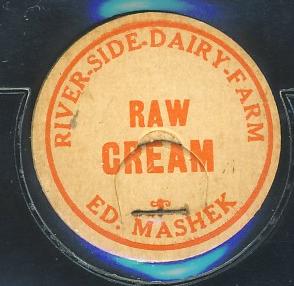 RIVER-SIDE-DAIRY-FARM
RAW
CREAM
ED. MASHEK